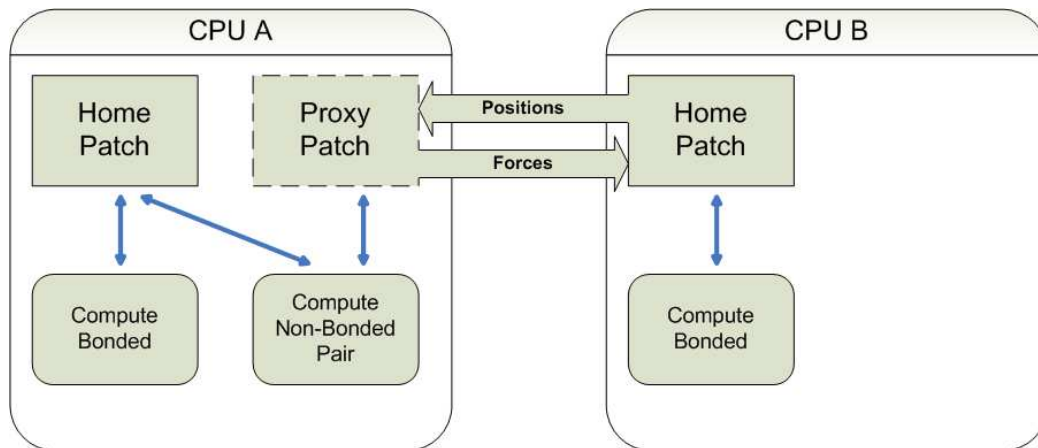 CPU A
CPU B
Home
Patch
Proxy
Patch
Positions
Forces
Home
Patch
Compute
Bonded
Compute
Non-Bonded
Pair
Compute
Bonded